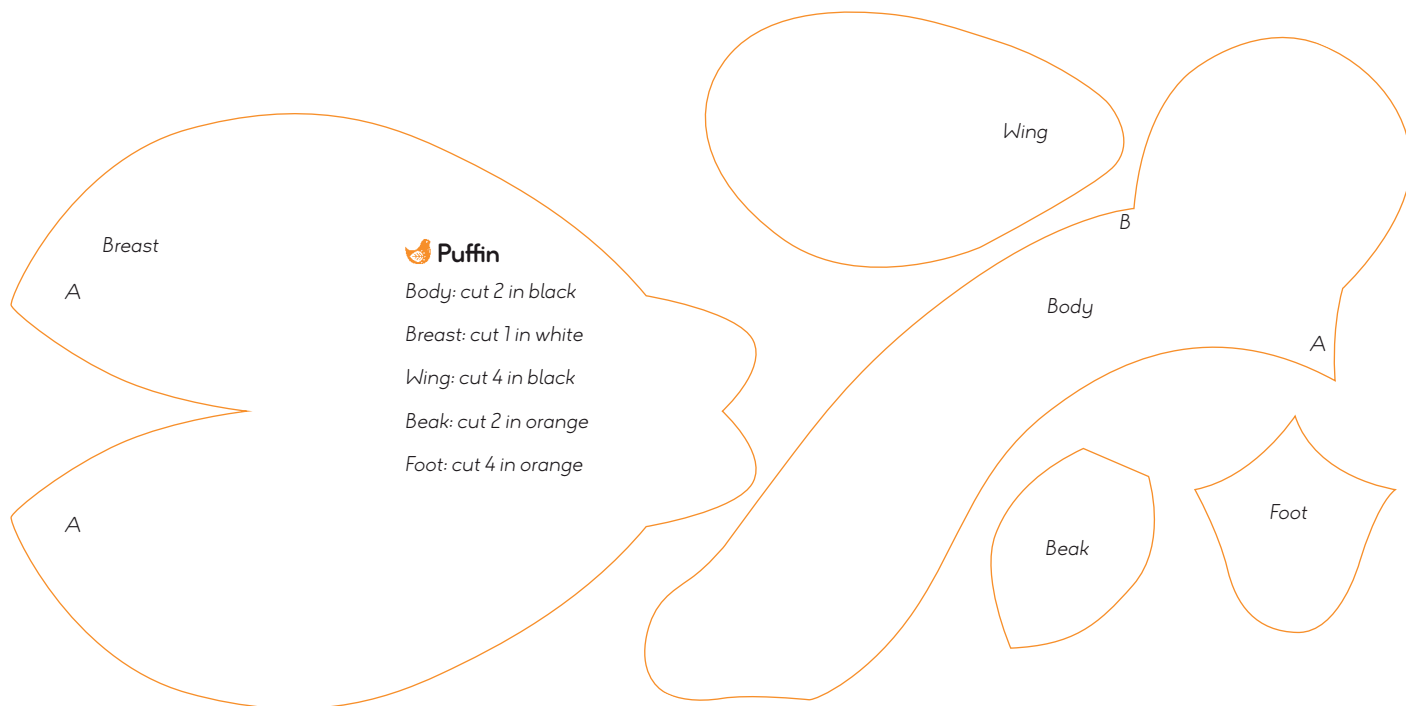 Wing
B
Breast
Puffin
A
Body: cut 2 in black
Body
Breast: cut 1 in white
A
Wing: cut 4 in black
Beak: cut 2 in orange
Foot: cut 4 in orange
Foot
A
Beak